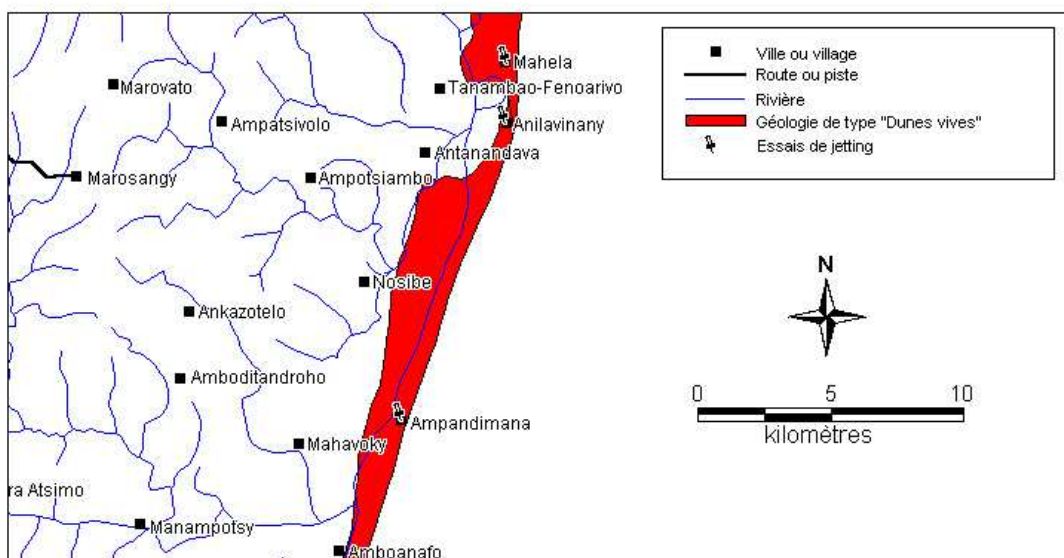 Mahela
Marovato
Tanambao-Fenoarivo
Ampatsivolo
Anilavinany
Antanandava
Marosangy
Ampotsiambo
Nosibe
Ankazotelo
Amboditandroho
Ampandimana
Mahavoky
ra Atsimo
Manampotsy
Amboanafo
Ville ou village
Route ou piste
Rivière
Géologie de type "Dunes vives"
Essais de jetting
N
0 5 10
kilomètres